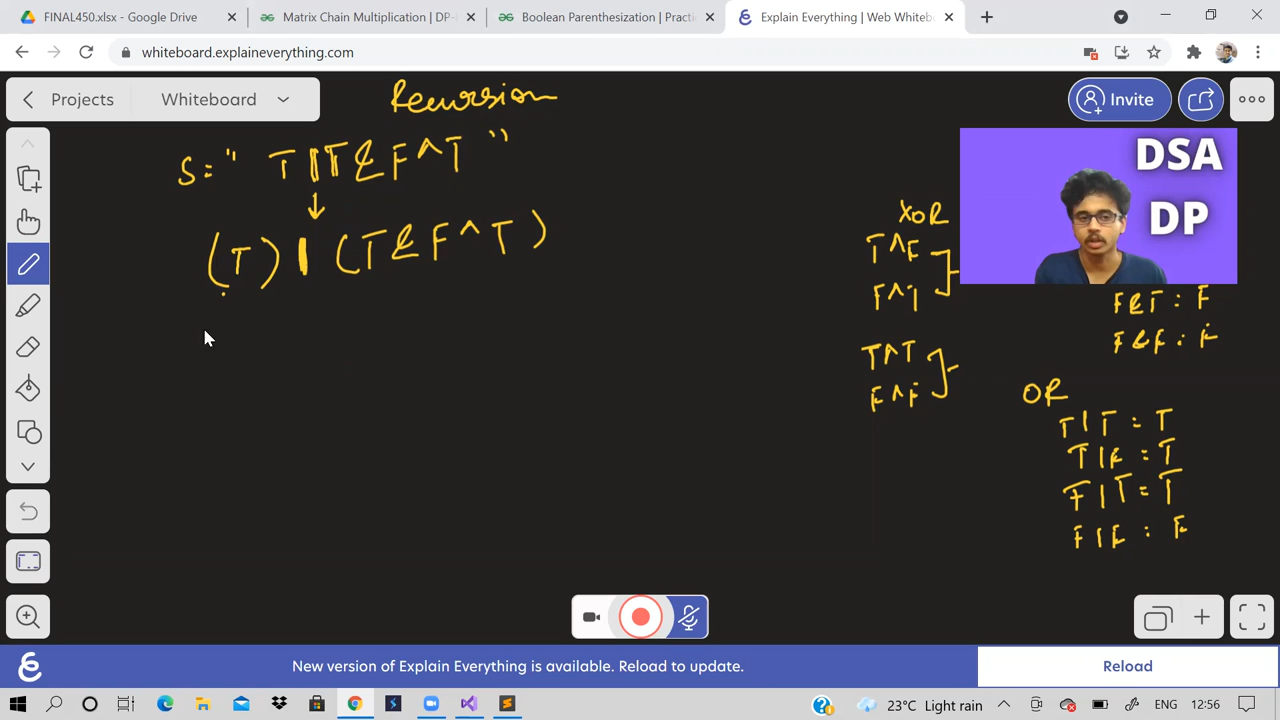 FINAL450.xlsx - Google Drive
Matrix Chain Multiplication | DP-
Boolean Parenthesization | Practi
Explain Everything | Web Whitebo
whiteboard.explaineverything.com
Projects
Whiteboard
Recursion
Invite
S=" T|T&F^T "
(T) | (T&F^T)
DSA
DP
XOR
T^F
F^T
T^T
F^F
F&T : F
F&F : F
OR
T|T = T
T|F = T
F|T = T
F|F : F
New version of Explain Everything is available. Reload to update.
Reload
23°C Light rain
ENG
12:56